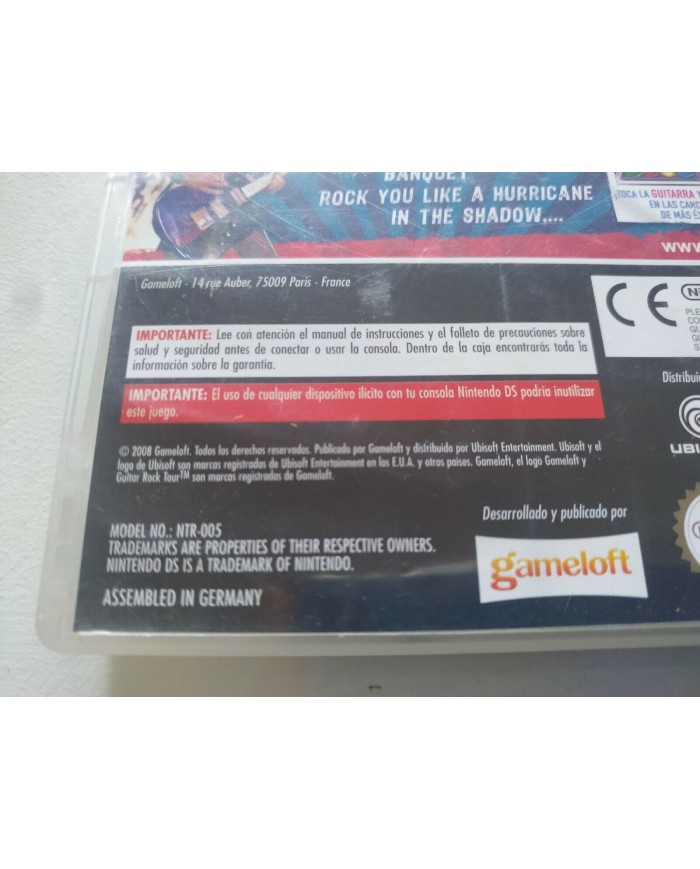 BANQUET
ROCK YOU LIKE A HURRICANE
IN THE SHADOW....
¡TOCA LA GUITARRA Y
EN LAS
DE MÁS
WWW.
Gameloft - 14 rue Auber, 75009 Paris - France
IMPORTANTE: Lee con atención el manual de instrucciones y el folleto de precauciones sobre
salud y seguridad antes de conectar o usar la consola. Dentro de la caja encontrarás toda la
información sobre la garantía.
CE
IMPORTANTE: El uso de cualquier dispositivo ilícito con tu consola Nintendo DS podría inutilizar
este juego.
© 2008 Gameloft. Todos los derechos reservados. Publicado por Gameloft y distribuido por Ubisoft Entertainment. Ubisoft y el
logo de Ubisoft son marcas registradas de Ubisoft Entertainment en los E.U.A. y otros países. Gameloft, el logo Gameloft y
Guitar Rock Tour™ son marcas registradas de Gameloft.
Distribui
UBI
Desarrollado y publicado por
gameloft
MODEL NO.: NTR-005
TRADEMARKS ARE PROPERTIES OF THEIR RESPECTIVE OWNERS.
NINTENDO DS IS A TRADEMARK OF NINTENDO.
ASSEMBLED IN GERMANY